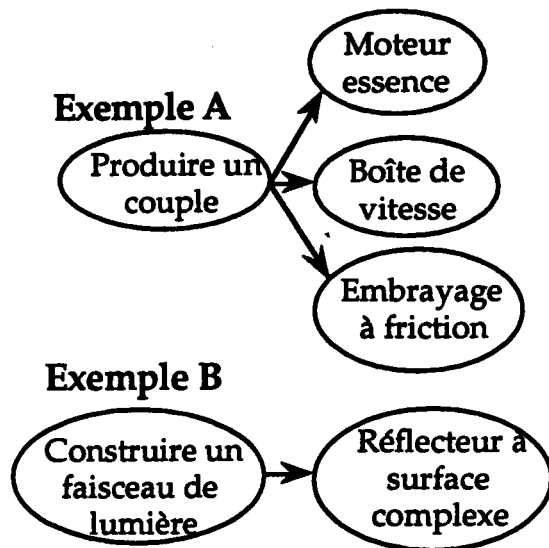 Moteur
essence
Exemple A
Produire un
couple
Boîte de
vitesse
Embrayage
à friction
Exemple B
Construire un
faisceau de
lumière
Réflecteur à
surface
complexe